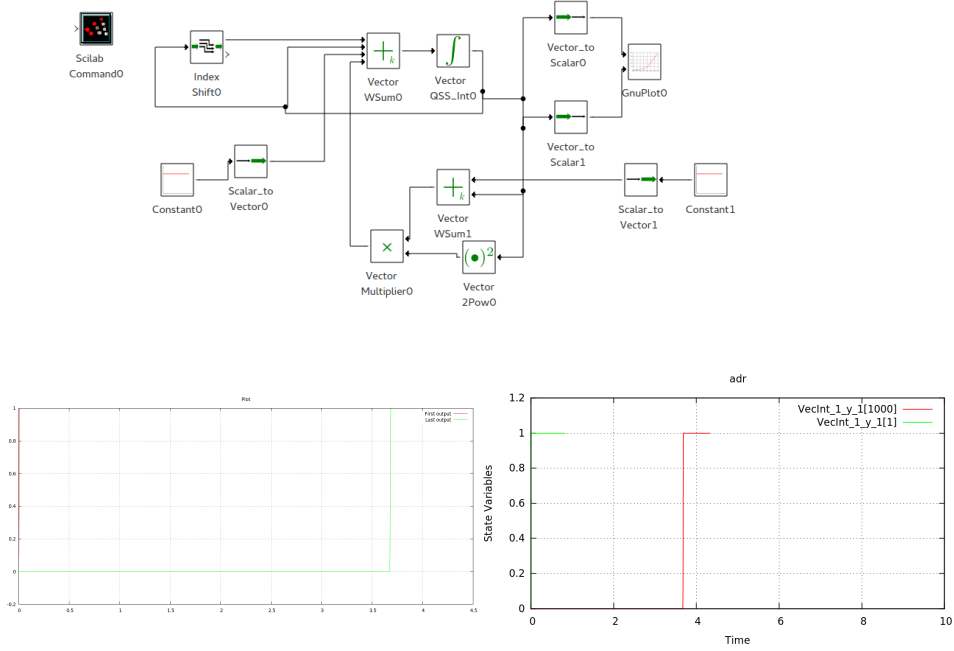 Scilab
Command0
Index
Shift0
Vector
WSum0
k
Vector
QSS_Int0
Vector_to
Scalar0
GnuPlot0
Vector_to
Scalar1
Constant0
Scalar_to
Vector0
k
Vector
WSum1
Scalar_to
Vector1
Constant1
Vector
Multiplier0
(•)2
Vector
2Pow0
Plot
First output
Last output
1
0.8
0.6
0.4
0.2
0
-0.2
0 0.5 1 1.5 2 2.5 3 3.5 4 4.5
adr
VecInt_1_y_1[1000]
VecInt_1_y_1[1]
State Variables
1.2
1
0.8
0.6
0.4
0.2
0
0 2 4 6 8 10
Time